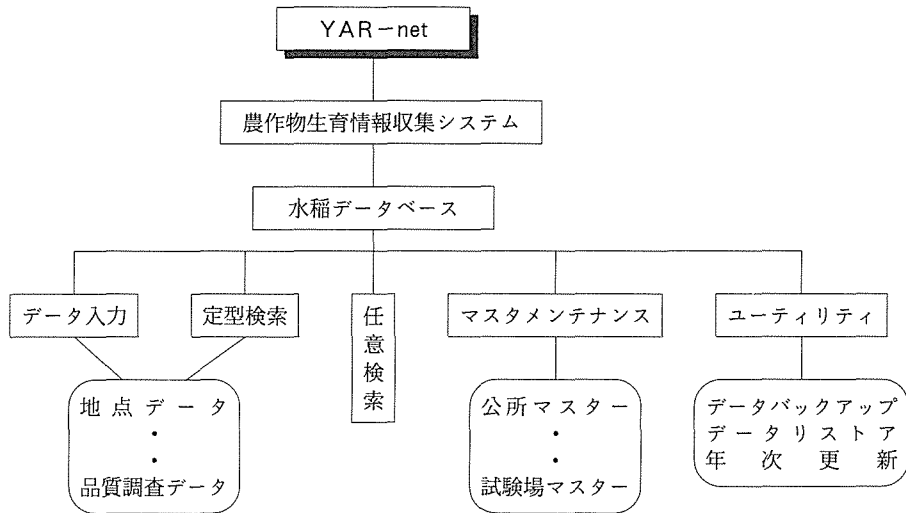 YAR－net
農作物生育情報収集システム
水稲データベース
データ入力
定型検索
任意検索
マスタメンテナンス
ユーティリティ
地点データ
・
・
品質調査データ
公所マスター
・
・
試験場マスター
データバックアップ
データリストア
年次更新